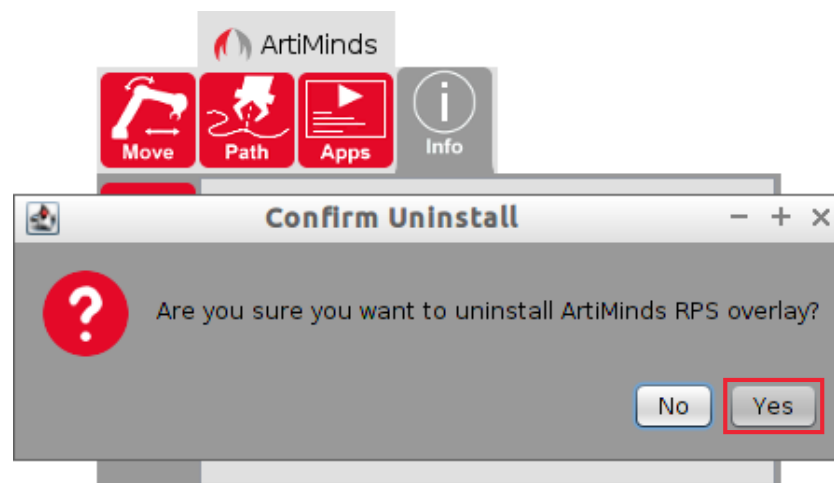 ArtiMinds
Move Path Apps Info
Confirm Uninstall
Are you sure you want to uninstall ArtiMinds RPS overlay?
No Yes